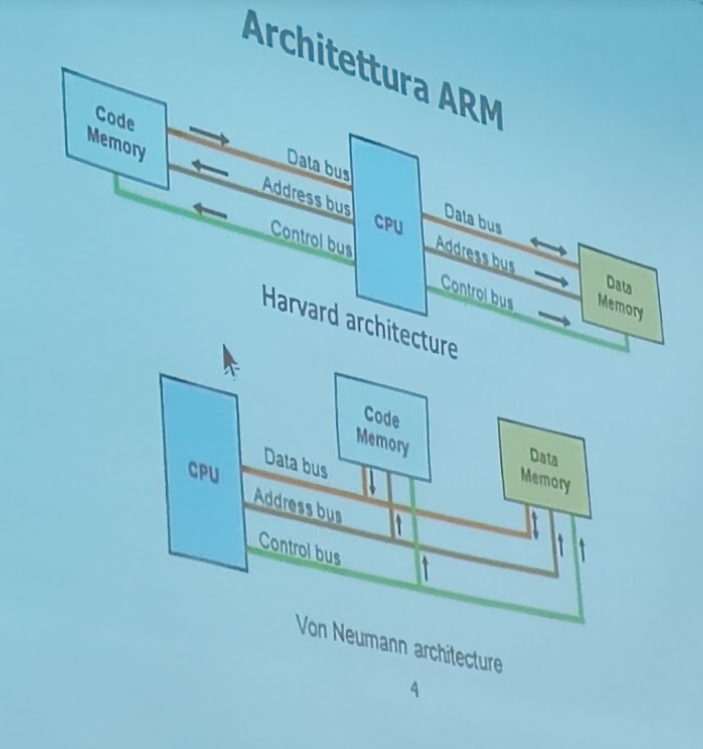 Architettura ARM
Code
Memory
Data bus
Address bus
Control bus
CPU
Data bus
Address bus
Control bus
Data
Memory
Harvard architecture
CPU
Code
Memory
Data
Memory
Data bus
Address bus
Control bus
Von Neumann architecture
4